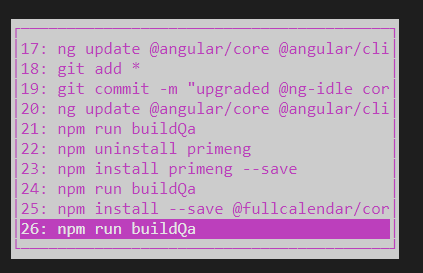 17: ng update @angular/core @angular/cli
18: git add *
19: git commit -m "upgraded @ng-idle cor
20: ng update @angular/core @angular/cli
21: npm run buildQa
22: npm uninstall primeng
23: npm install primeng --save
24: npm run buildQa
25: npm install --save @fullcalendar/cor
26: npm run buildQa